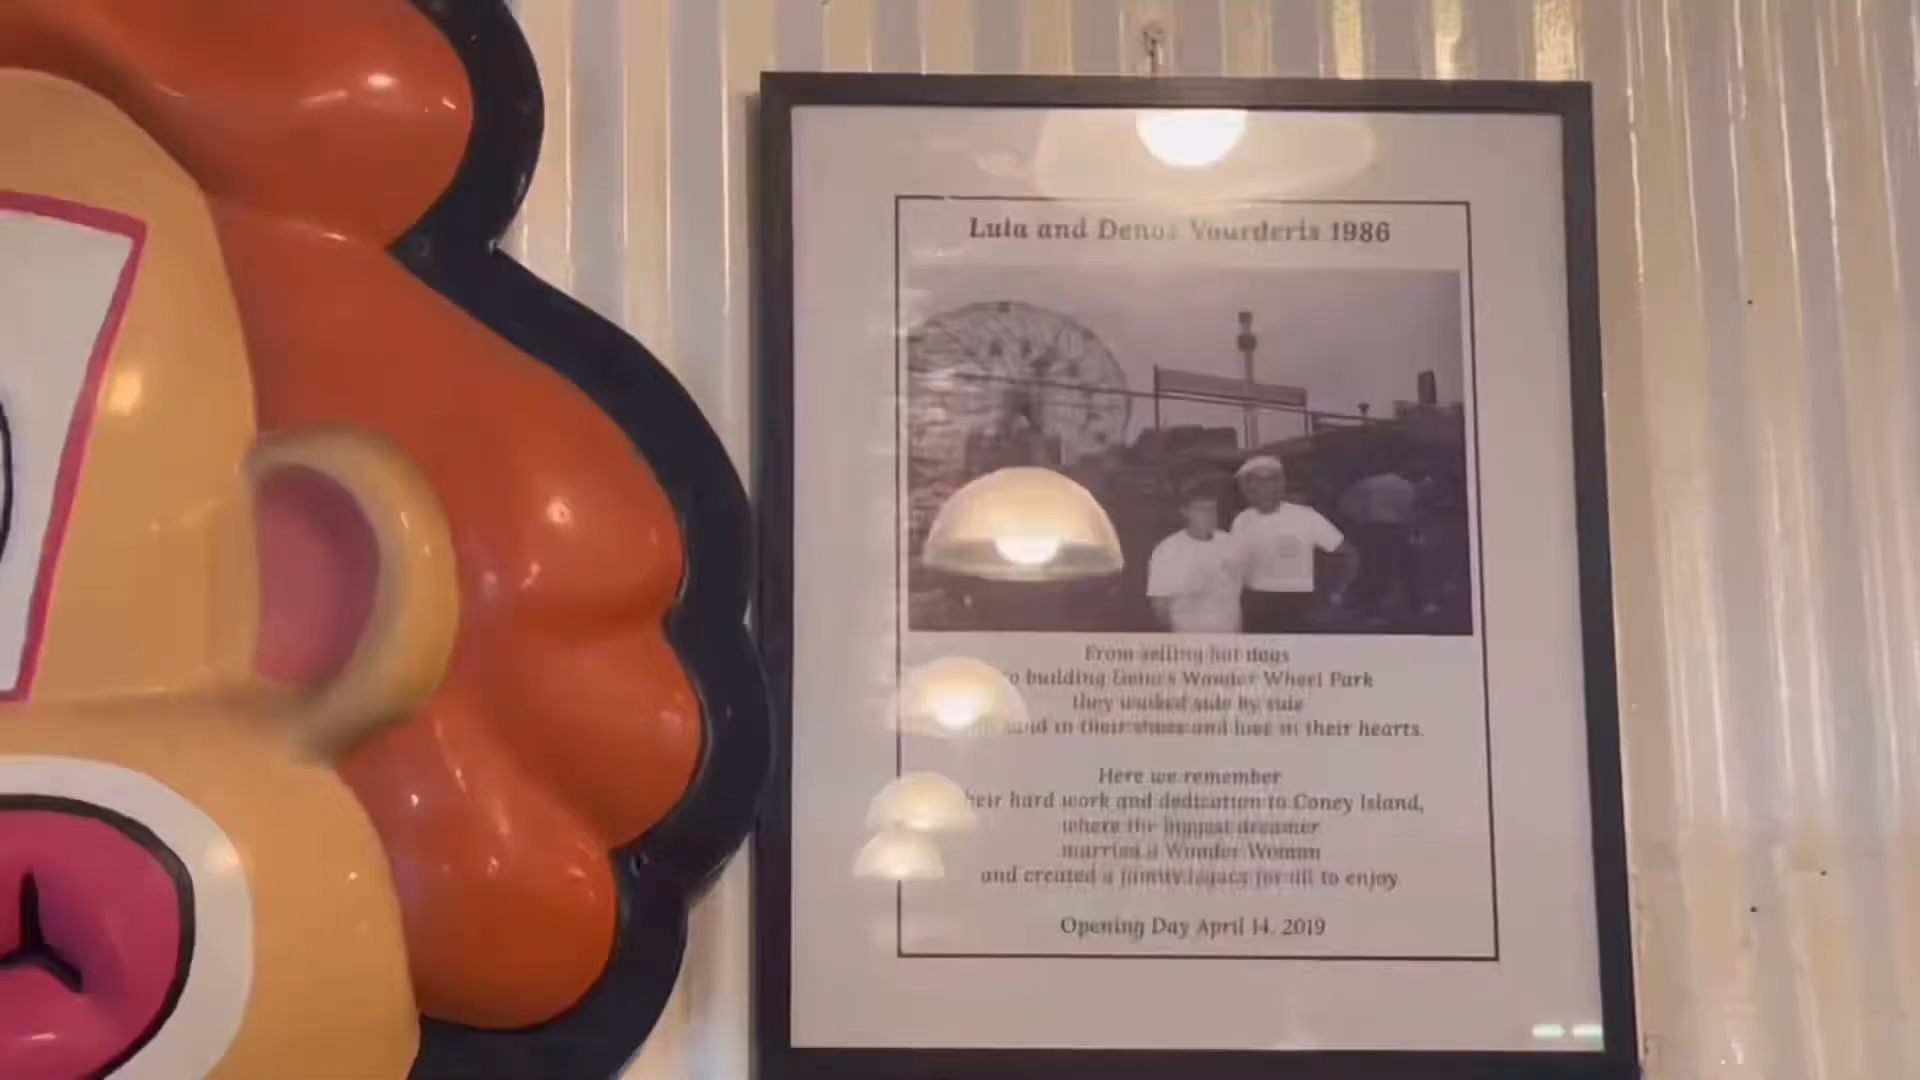 Lula and Denos Vourderis 1986
From selling hot dogs
to building Deno's Wonder Wheel Park
they worked side by side
sand in their shoes and love in their hearts.
Here we remember
their hard work and dedication to Coney Island,
where the biggest dreamer
married a Wonder Woman
and created a family legacy for all to enjoy.
Opening Day April 14, 2019